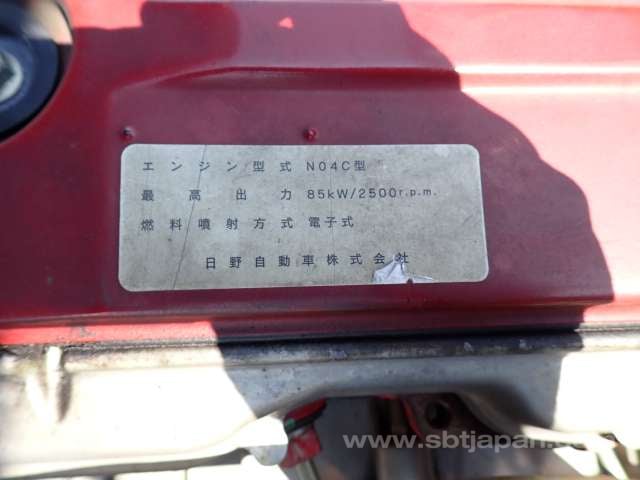 エンジン型式 N04C型
最高出力 85kW/2500r.p.m.
燃料噴射方式 電子式
日野自動車株式会社
www.sbtjapan.com